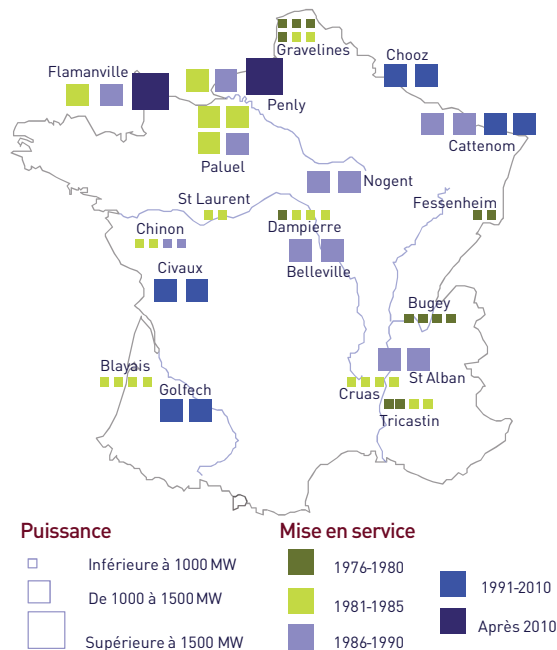 Gravelines
Chooz
Flamanville
Penly
Cattenom
Paluel
Nogent
St Laurent
Fessenheim
Chinon
Dampierre
Belleville
Civaux
Bugey
Blayais
St Alban
Golfech
Cruas
Tricastin
Puissance
Inférieure à 1000 MW
De 1000 à 1500 MW
Supérieure à 1500 MW
Mise en service
1976-1980
1981-1985
1986-1990
1991-2010
Après 2010